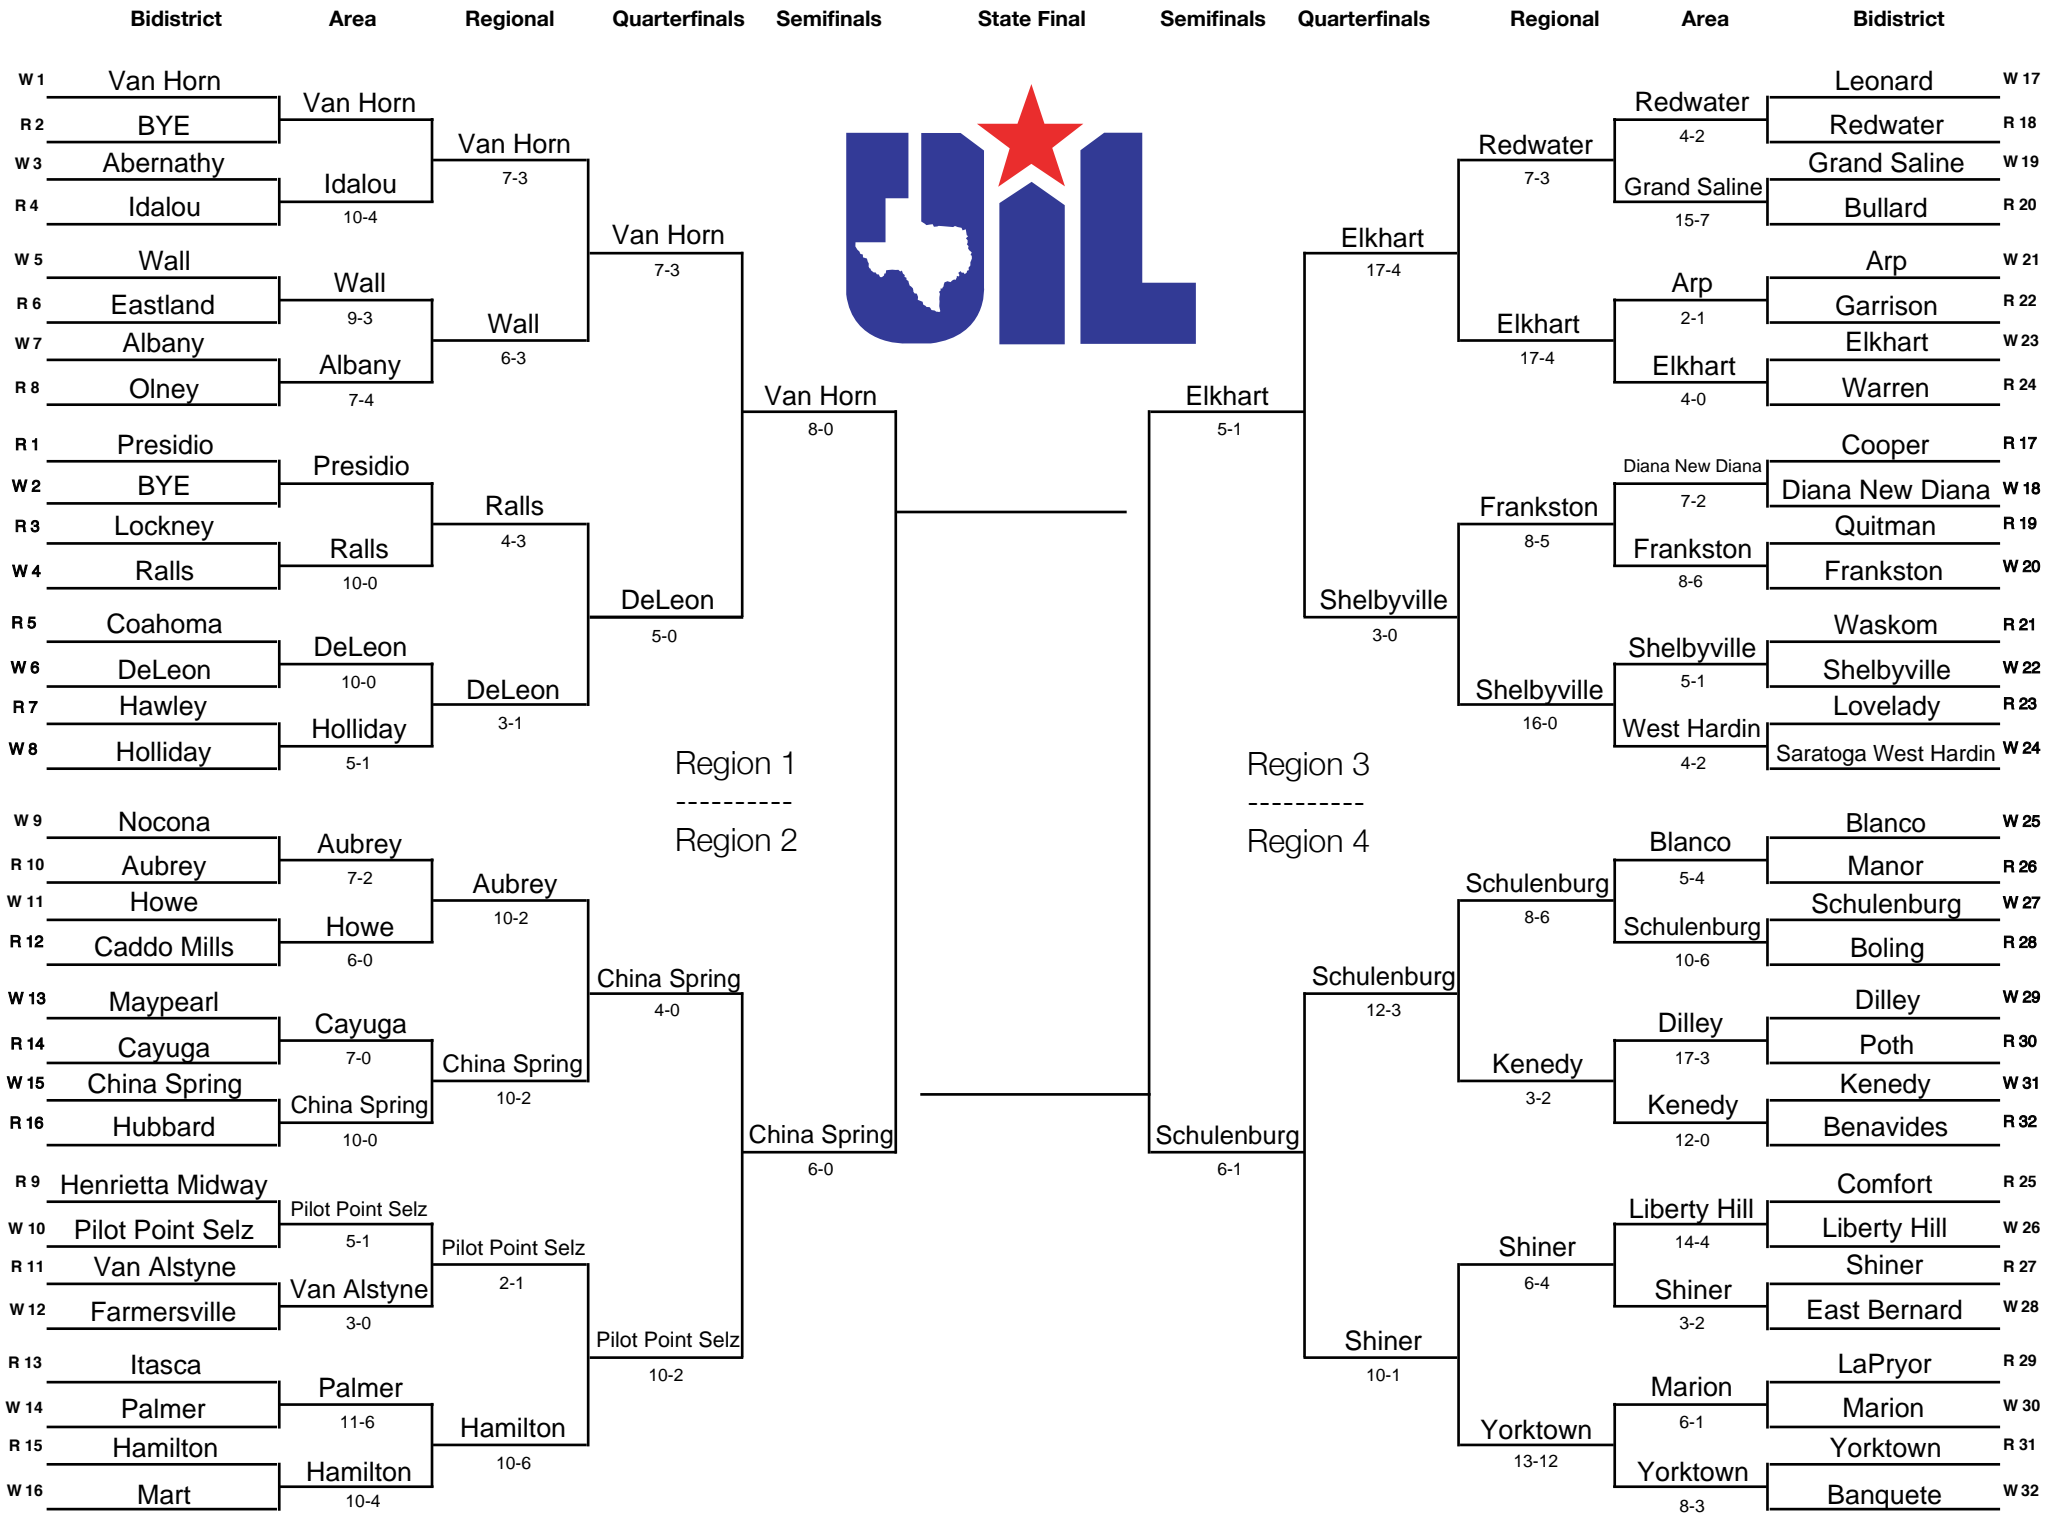 Bidistrict Area Regional Quarterfinals Semifinals State Final Semifinals Quarterfinals Regional Area Bidistrict
W 1 Van Horn
R 2 BYE
W 3 Abernathy
R 4 Idalou
W 5 Wall
R 6 Eastland
W 7 Albany
R 8 Olney
R 1 Presidio
W 2 BYE
R 3 Lockney
W 4 Ralls
R 5 Coahoma
W 6 DeLeon
R 7 Hawley
W 8 Holliday
W 9 Nocona
R 10 Aubrey
W 11 Howe
R 12 Caddo Mills
W 13 Maypearl
R 14 Cayuga
W 15 China Spring
R 16 Hubbard
R 9 Henrietta Midway
W 10 Pilot Point Selz
R 11 Van Alstyne
W 12 Farmersville
R 13 Itasca
W 14 Palmer
R 15 Hamilton
W 16 Mart
Van Horn
Idalou
10-4
Wall
9-3
Albany
7-4
Presidio
Ralls
10-0
DeLeon
10-0
Holliday
5-1
Aubrey
7-2
Howe
6-0
Cayuga
7-0
China Spring
10-0
Pilot Point Selz
5-1
Van Alstyne
3-0
Palmer
11-6
Hamilton
10-4
Van Horn
7-3
Wall
6-3
Ralls
4-3
DeLeon
3-1
Aubrey
10-2
China Spring
10-2
Pilot Point Selz
2-1
Hamilton
10-6
Van Horn
7-3
DeLeon
5-0
Region 1
----------
Region 2
China Spring
4-0
Pilot Point Selz
10-2
Van Horn
8-0
China Spring
6-0
UIL
Elkhart
5-1
Schulenburg
6-1
Elkhart
17-4
Shelbyville
3-0
Region 3
----------
Region 4
Schulenburg
12-3
Shiner
10-1
Redwater
7-3
Elkhart
17-4
Frankston
8-5
Shelbyville
16-0
Schulenburg
8-6
Kenedy
3-2
Shiner
6-4
Yorktown
13-12
Redwater
4-2
Grand Saline
15-7
Arp
2-1
Elkhart
4-0
Diana New Diana
7-2
Frankston
8-6
Shelbyville
5-1
West Hardin
4-2
Blanco
5-4
Schulenburg
10-6
Dilley
17-3
Kenedy
12-0
Liberty Hill
14-4
Shiner
3-2
Marion
6-1
Yorktown
8-3
Leonard W 17
Redwater R 18
Grand Saline W 19
Bullard R 20
Arp W 21
Garrison R 22
Elkhart W 23
Warren R 24
Cooper R 17
Diana New Diana W 18
Quitman R 19
Frankston W 20
Waskom R 21
Shelbyville W 22
Lovelady R 23
Saratoga West Hardin W 24
Blanco W 25
Manor R 26
Schulenburg W 27
Boling R 28
Dilley W 29
Poth R 30
Kenedy W 31
Benavides R 32
Comfort R 25
Liberty Hill W 26
Shiner R 27
East Bernard W 28
LaPryor R 29
Marion W 30
Yorktown R 31
Banquete W 32